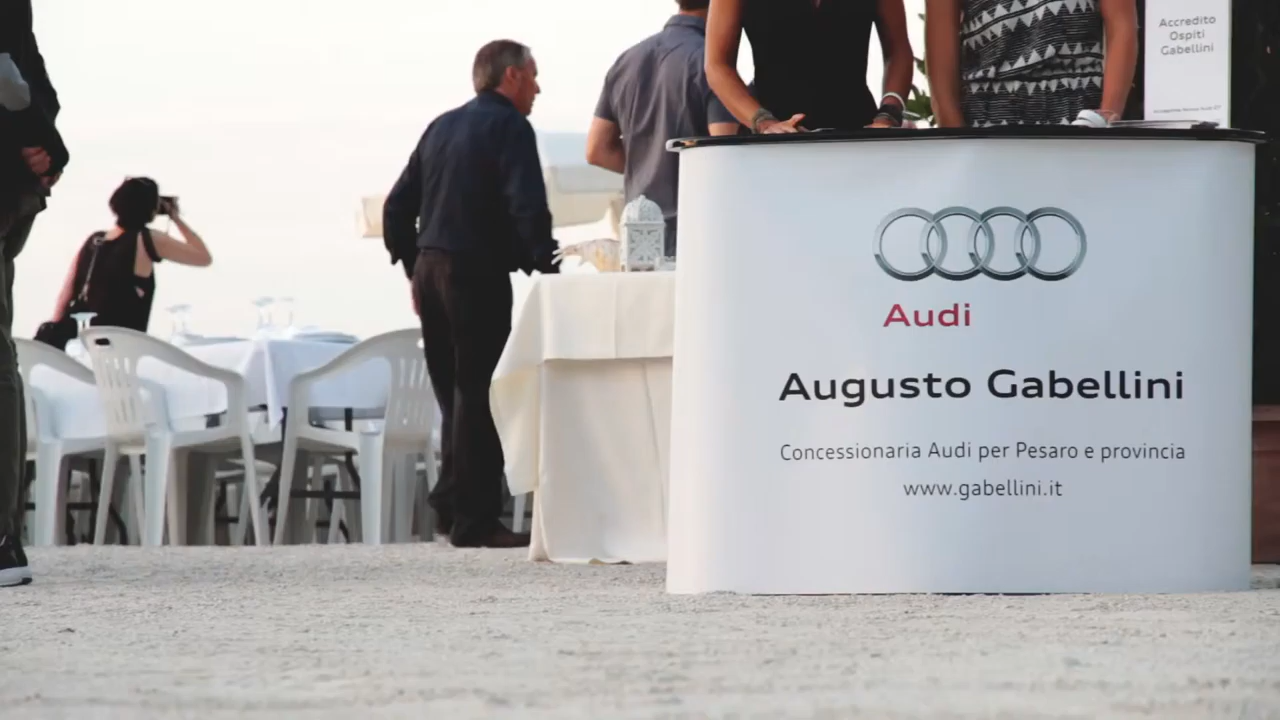 Accredito
Ospiti
Gabellini
Audi
Augusto Gabellini
Concessionaria Audi per Pesaro e provincia
www.gabellini.it